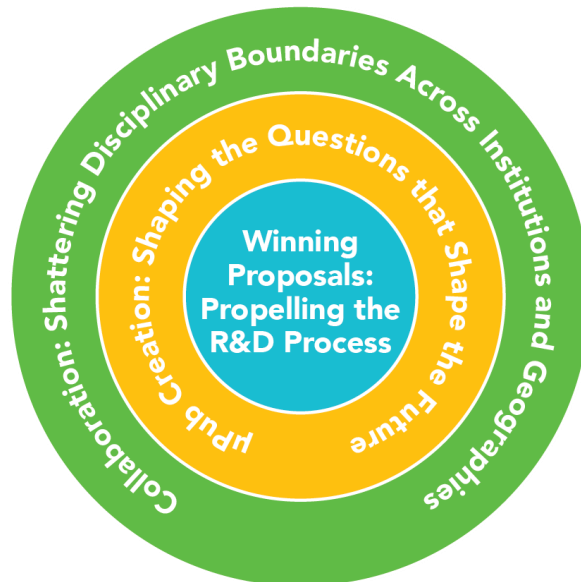 Collaboration: Shattering Disciplinary Boundaries Across Institutions and Geographies
µPub Creation: Shaping the Questions that Shape the Future
Winning
Proposals:
Propelling the
R&D Process